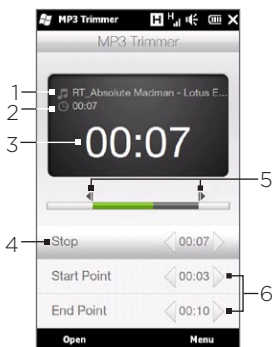 MP3 Trimmer
H H
MP3 Trimmer
1 RT_Absolute Madman - Lotus E...
2 00:07
3 00:07
5
4 Stop 00:07
Start Point 00:03
6
End Point 00:10
Open Menu